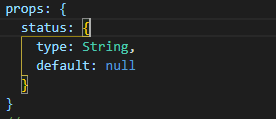 props: {
  status: {
    type: String,
    default: null
  }
}